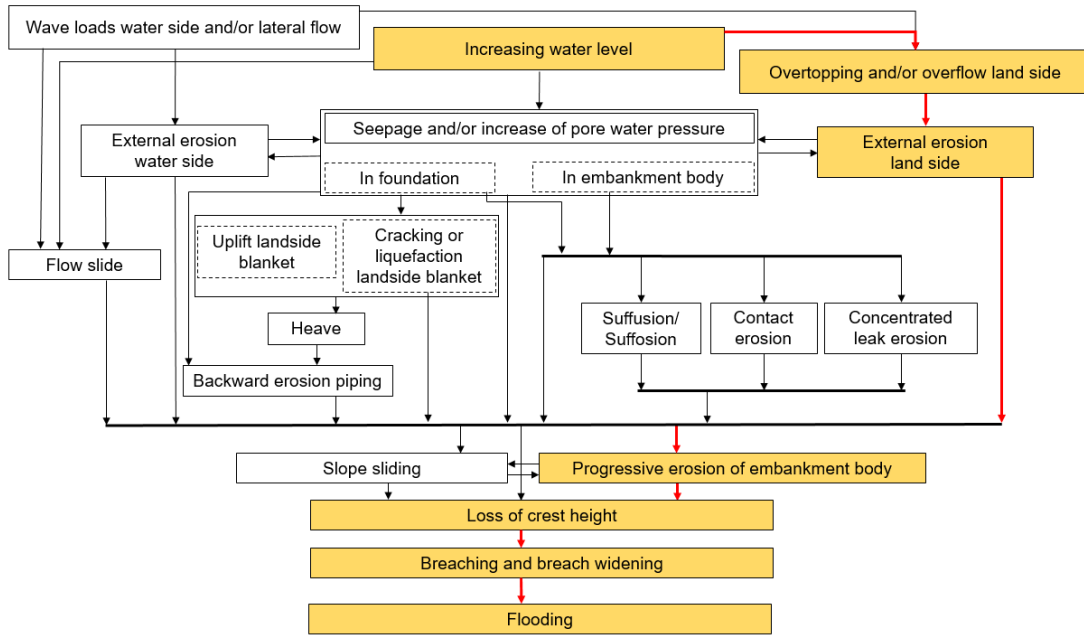 Wave loads water side and/or lateral flow
Increasing water level
Overtopping and/or overflow land side
Seepage and/or increase of pore water pressure
External erosion
water side
External erosion
land side
In foundation
In embankment body
Uplift landside
blanket
Cracking or
liquefaction
landside blanket
Flow slide
Heave
Suffusion/
Suffosion
Contact
erosion
Concentrated
leak erosion
Backward erosion piping
Slope sliding
Progressive erosion of embankment body
Loss of crest height
Breaching and breach widening
Flooding